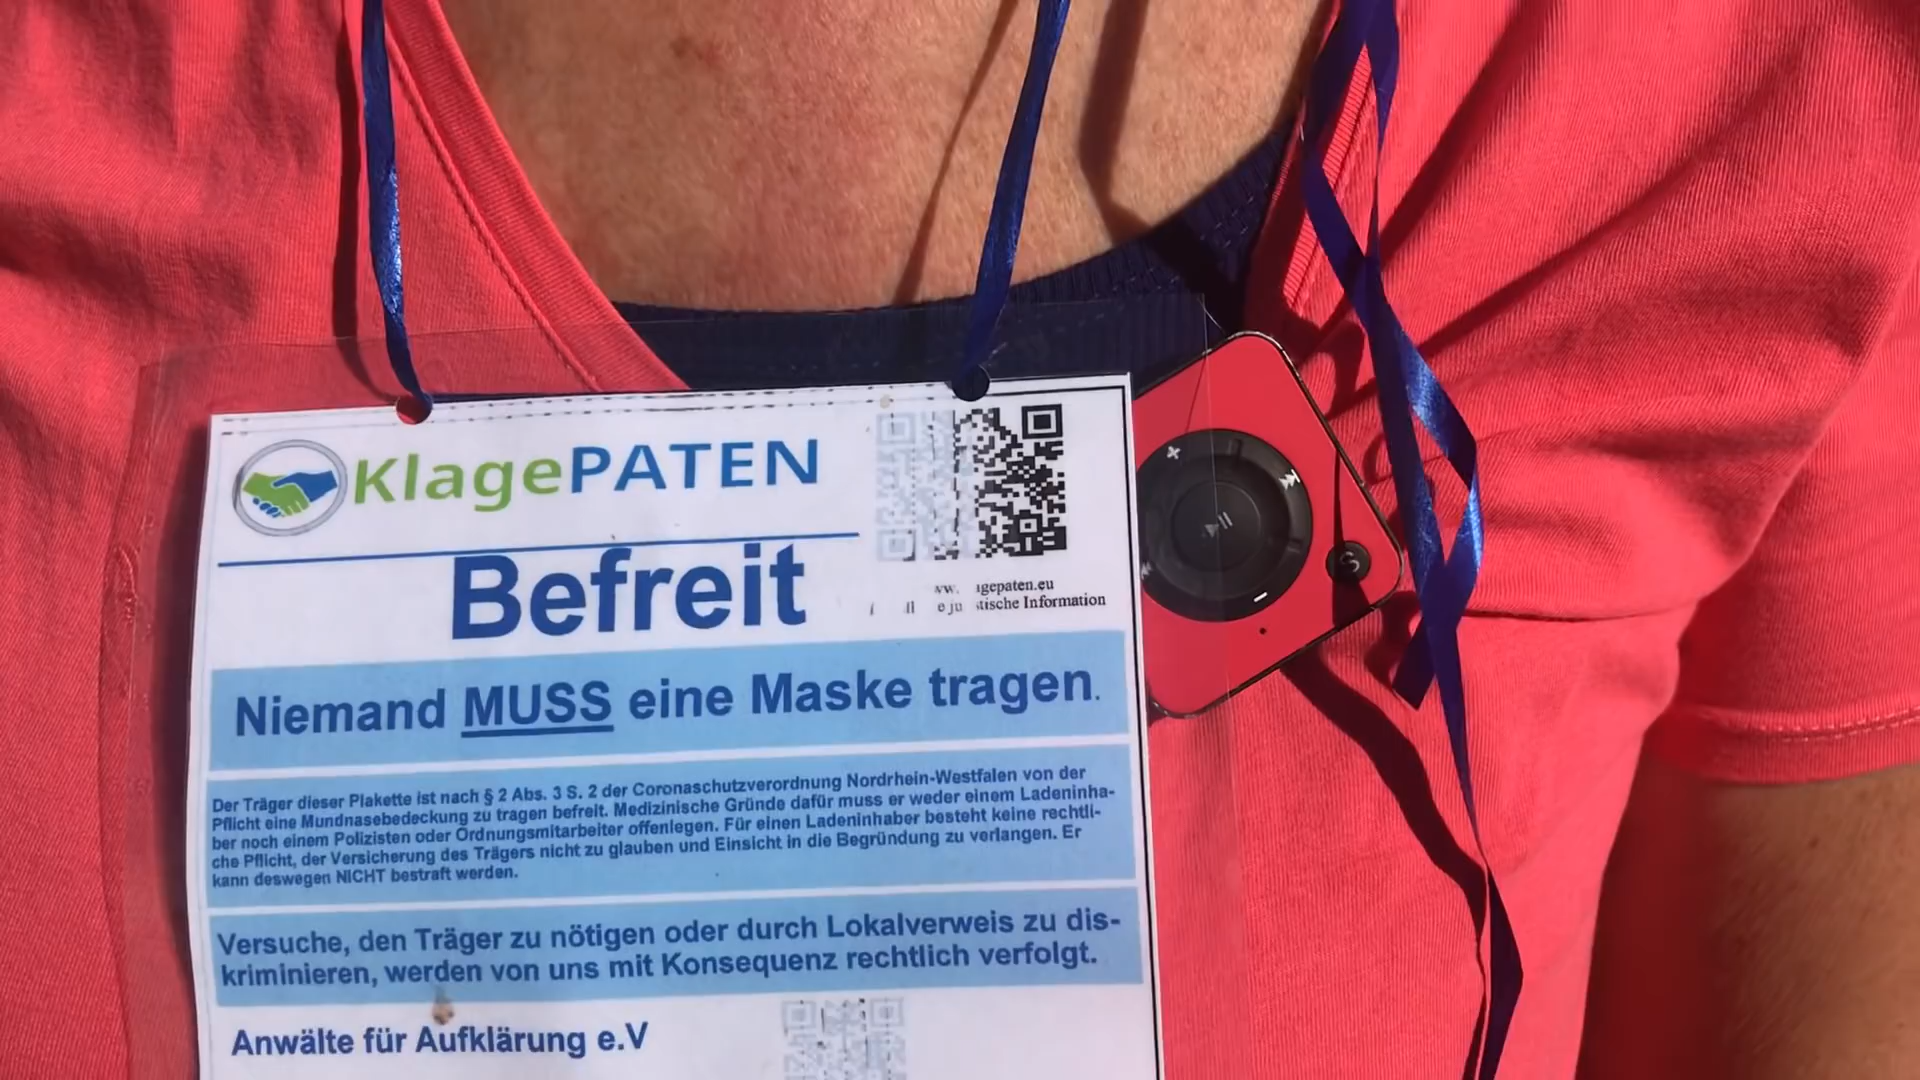 KlagePATEN
Befreit
agepaten.eu
stische Information
Niemand MUSS eine Maske tragen.
Der Träger dieser Plakette ist nach § 2 Abs. 3 S. 2 der Coronaschutzverordnung Nordrhein-Westfalen von der
Pflicht eine Mundnasebedeckung zu tragen befreit. Medizinische Gründe dafür muss er weder einem Ladeninha-
ber noch einem Polizisten oder Ordnungsmitarbeiter offenlegen. Für einen Ladeninhaber besteht keine rechtli-
che Pflicht, der Versicherung des Trägers nicht zu glauben und Einsicht in die Begründung zu verlangen. Er
kann deswegen NICHT bestraft werden.
Versuche, den Träger zu nötigen oder durch Lokalverweis zu dis-
kriminieren, werden von uns mit Konsequenz rechtlich verfolgt.
Anwälte für Aufklärung e.V
S